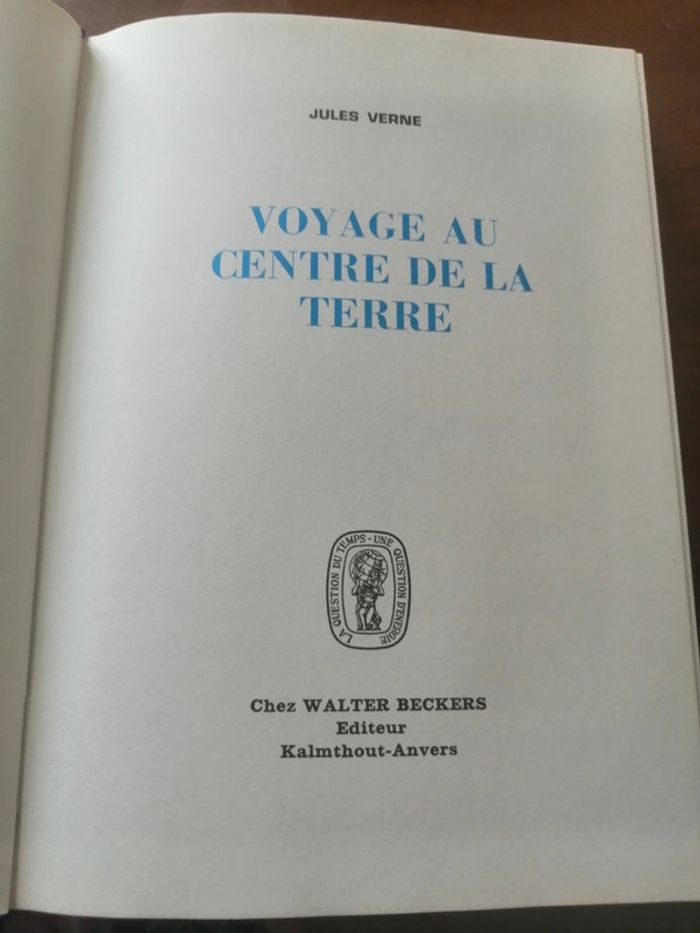 JULES VERNE
VOYAGE AU
CENTRE DE LA
TERRE
LA QUESTION DU TEMPS - UNE QUESTION D'ENERGIE
Chez WALTER BECKERS
Editeur
Kalmthout-Anvers